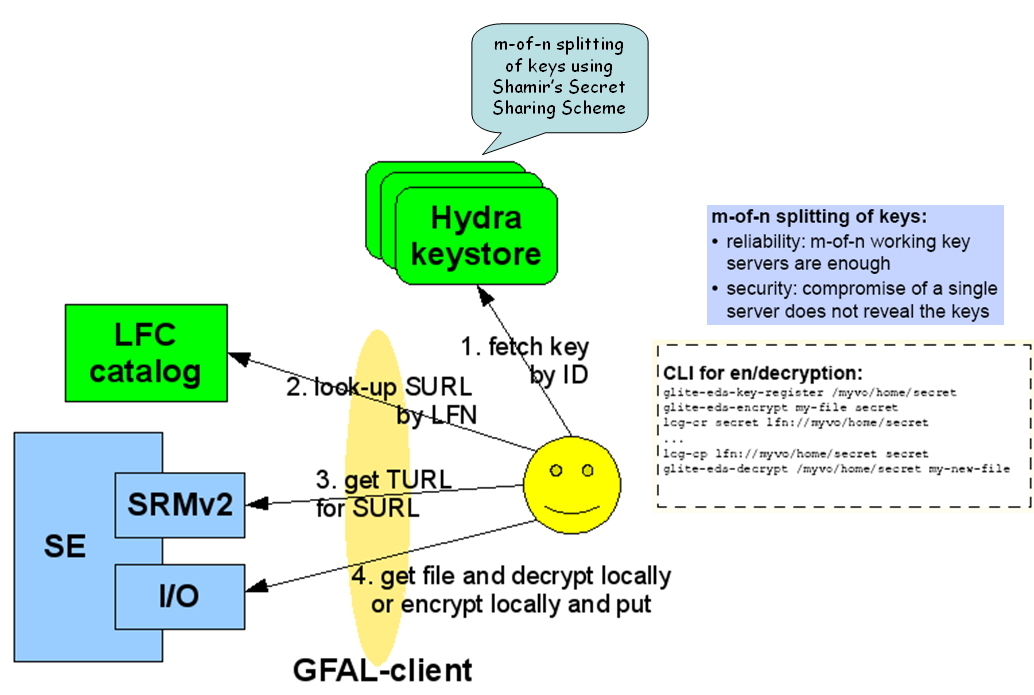 m-of-n splitting
of keys using
Shamir's Secret
Sharing Scheme
Hydra
keystore
m-of-n splitting of keys:
• reliability: m-of-n working key
servers are enough
• security: compromise of a single
server does not reveal the keys
LFC
catalog
1. fetch key
by ID
2. look-up SURL
by LFN
CLI for en/decryption:
glite-eds-key-register /myvo/home/secret
glite-eds-encrypt my-file secret
lcg-cr secret lfn://myvo/home/secret
...
lcg-cp lfn://myvo/home/secret secret
glite-eds-decrypt /myvo/home/secret my-new-file
3. get TURL
for SURL
SRMv2
SE
I/O
4. get file and decrypt locally
or encrypt locally and put
GFAL-client